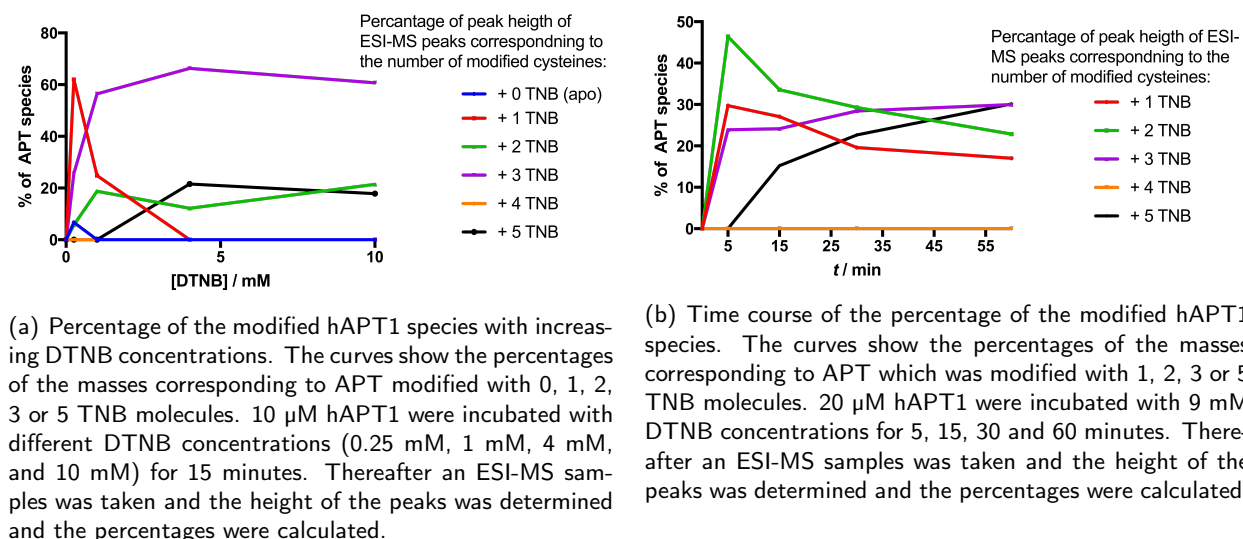 Percentage of peak heigth of
ESI-MS peaks correspondning to
the number of modified cysteines:
80
60
40
20
0
% of APT species
0
5
10
[DTNB] / mM
+ 0 TNB (apo)
+ 1 TNB
+ 2 TNB
+ 3 TNB
+ 4 TNB
+ 5 TNB
(a) Percentage of the modified hAPT1 species with increas-
ing DTNB concentrations. The curves show the percentages
of the masses corresponding to APT modified with 0, 1, 2,
3 or 5 TNB molecules. 10 µM hAPT1 were incubated with
different DTNB concentrations (0.25 mM, 1 mM, 4 mM,
and 10 mM) for 15 minutes. Thereafter an ESI-MS sam-
ples was taken and the height of the peaks was determined
and the percentages were calculated.
Percentage of peak heigth of ESI-
MS peaks correspondning to the
number of modified cysteines:
50
40
30
20
10
0
% of APT species
5
15
25
35
45
55
t / min
+ 1 TNB
+ 2 TNB
+ 3 TNB
+ 4 TNB
+ 5 TNB
(b) Time course of the percentage of the modified hAPT1
species. The curves show the percentages of the masses
corresponding to APT which was modified with 1, 2, 3 or 5
TNB molecules. 20 µM hAPT1 were incubated with 9 mM
DTNB concentrations for 5, 15, 30 and 60 minutes. There-
after an ESI-MS samples was taken and the height of the
peaks was determined and the percentages were calculated